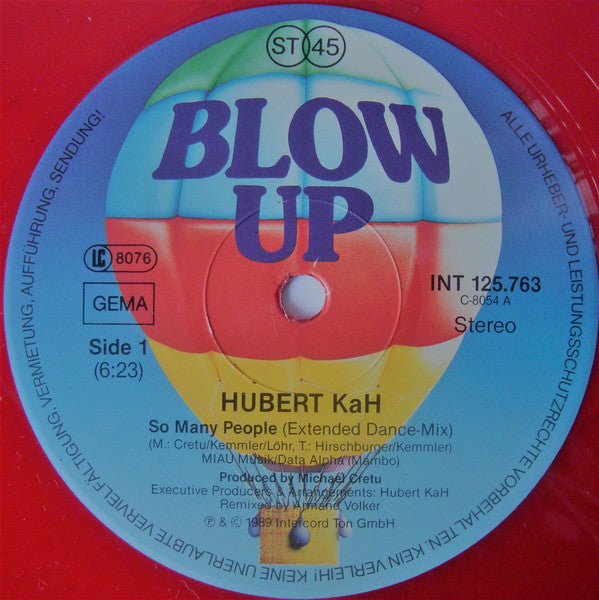 ST 45
BLOW
UP
LC 8076
GEMA
Side 1
(6:23)
INT 125.763
C-8054 A
Stereo
HUBERT KaH
So Many People (Extended Dance-Mix)
(M.: Cretu/Kemmler/Löhr, T.: Hirschburger/Kemmler)
MIAU Musik/Data Alpha (Mambo)
Produced by Michael Cretu
Executive Producers & Arrangements: Hubert KaH
Remixed by Armand Volker
℗ & © 1989 Intercord Ton GmbH
ALLE URHEBER- UND LEISTUNGSSCHUTZRECHTE VORBEHALTEN. KEIN VERLEIH! KEINE UNERLAUBTE VERVIELFÄLTIGUNG, VERMIETUNG, AUFFÜHRUNG, SENDUNG!